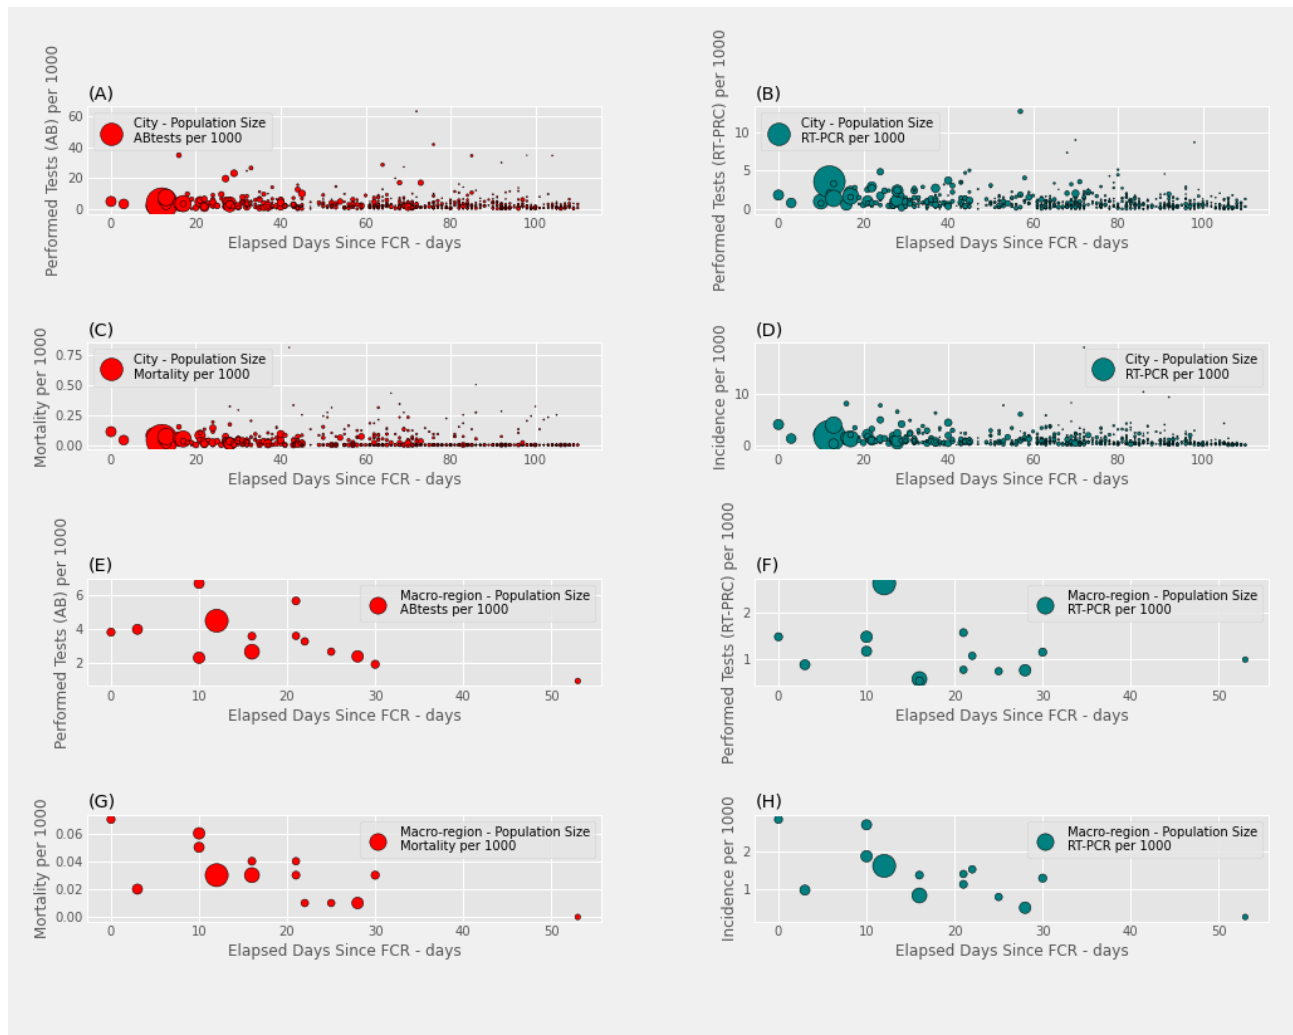 (A)
Performed Tests (AB) per 1000
60
40
20
0
City - Population Size
ABtests per 1000
0 20 40 60 80 100
Elapsed Days Since FCR - days
(B)
Performed Tests (RT-PRC) per 1000
10
5
0
City - Population Size
RT-PCR per 1000
0 20 40 60 80 100
Elapsed Days Since FCR - days
(C)
Mortality per 1000
0.75
0.50
0.25
0.00
City - Population Size
Mortality per 1000
0 20 40 60 80 100
Elapsed Days Since FCR - days
(D)
Incidence per 1000
10
0
City - Population Size
RT-PCR per 1000
0 20 40 60 80 100
Elapsed Days Since FCR - days
(E)
Performed Tests (AB) per 1000
6
4
2
Macro-region - Population Size
ABtests per 1000
0 10 20 30 40 50
Elapsed Days Since FCR - days
(F)
Performed Tests (RT-PRC) per 1000
2
1
Macro-region - Population Size
RT-PCR per 1000
0 10 20 30 40 50
Elapsed Days Since FCR - days
(G)
Mortality per 1000
0.06
0.04
0.02
0.00
Macro-region - Population Size
Mortality per 1000
0 10 20 30 40 50
Elapsed Days Since FCR - days
(H)
Incidence per 1000
2
1
Macro-region - Population Size
RT-PCR per 1000
0 10 20 30 40 50
Elapsed Days Since FCR - days